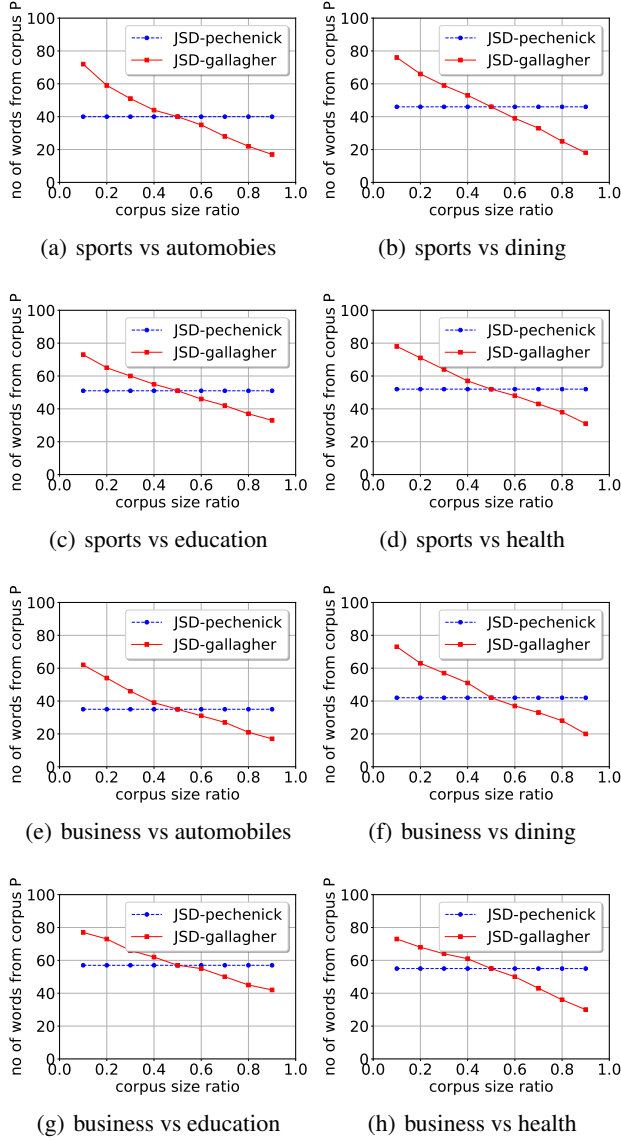 100
80
60
40
20
0
no of words from corpus P
JSD-pechenick
JSD-gallagher
0.0 0.2 0.4 0.6 0.8 1.0
corpus size ratio
(a) sports vs automobies
100
80
60
40
20
0
no of words from corpus P
JSD-pechenick
JSD-gallagher
0.0 0.2 0.4 0.6 0.8 1.0
corpus size ratio
(b) sports vs dining
100
80
60
40
20
0
no of words from corpus P
JSD-pechenick
JSD-gallagher
0.0 0.2 0.4 0.6 0.8 1.0
corpus size ratio
(c) sports vs education
100
80
60
40
20
0
no of words from corpus P
JSD-pechenick
JSD-gallagher
0.0 0.2 0.4 0.6 0.8 1.0
corpus size ratio
(d) sports vs health
100
80
60
40
20
0
no of words from corpus P
JSD-pechenick
JSD-gallagher
0.0 0.2 0.4 0.6 0.8 1.0
corpus size ratio
(e) business vs automobiles
100
80
60
40
20
0
no of words from corpus P
JSD-pechenick
JSD-gallagher
0.0 0.2 0.4 0.6 0.8 1.0
corpus size ratio
(f) business vs dining
100
80
60
40
20
0
no of words from corpus P
JSD-pechenick
JSD-gallagher
0.0 0.2 0.4 0.6 0.8 1.0
corpus size ratio
(g) business vs education
100
80
60
40
20
0
no of words from corpus P
JSD-pechenick
JSD-gallagher
0.0 0.2 0.4 0.6 0.8 1.0
corpus size ratio
(h) business vs health